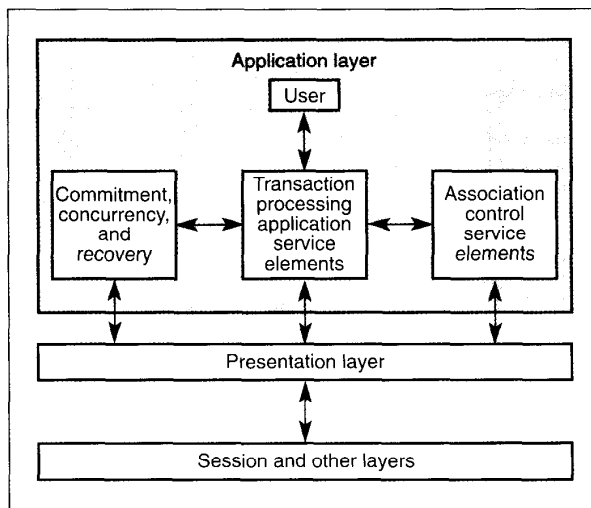 Application layer
User
Commitment,
concurrency,
and
recovery
Transaction
processing
application
service
elements
Association
control
service
elements
Presentation layer
Session and other layers